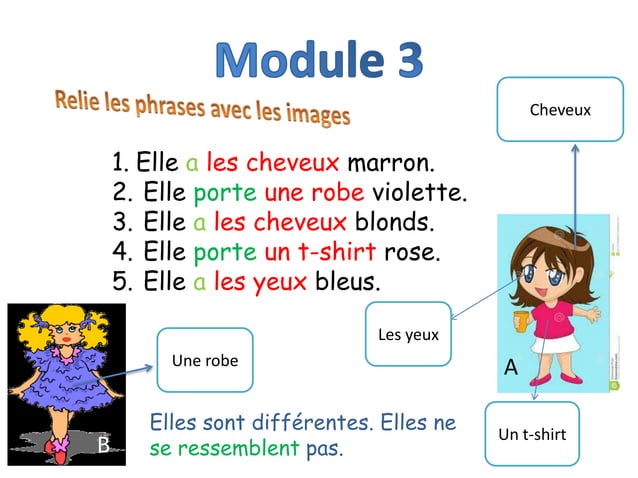 Module 3
Relie les phrases avec les images
Cheveux
1. Elle a les cheveux marron.
2. Elle porte une robe violette.
3. Elle a les cheveux blonds.
4. Elle porte un t-shirt rose.
5. Elle a les yeux bleus.
Les yeux
Une robe
A
Elles sont différentes. Elles ne
se ressemblent pas.
Un t-shirt
B